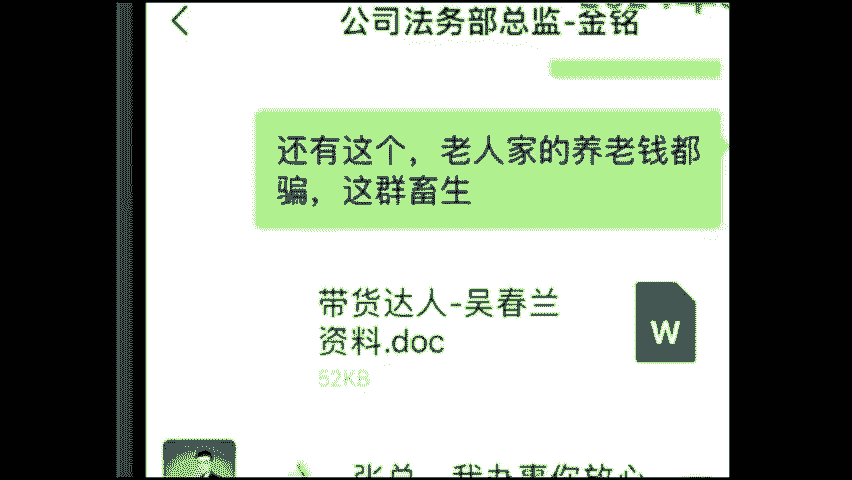 公司法务部总监-金铭
还有这个，老人家的养老钱都
骗，这群畜生
带货达人-吴春兰
资料.doc
W
52KB
张总，我办事你放心